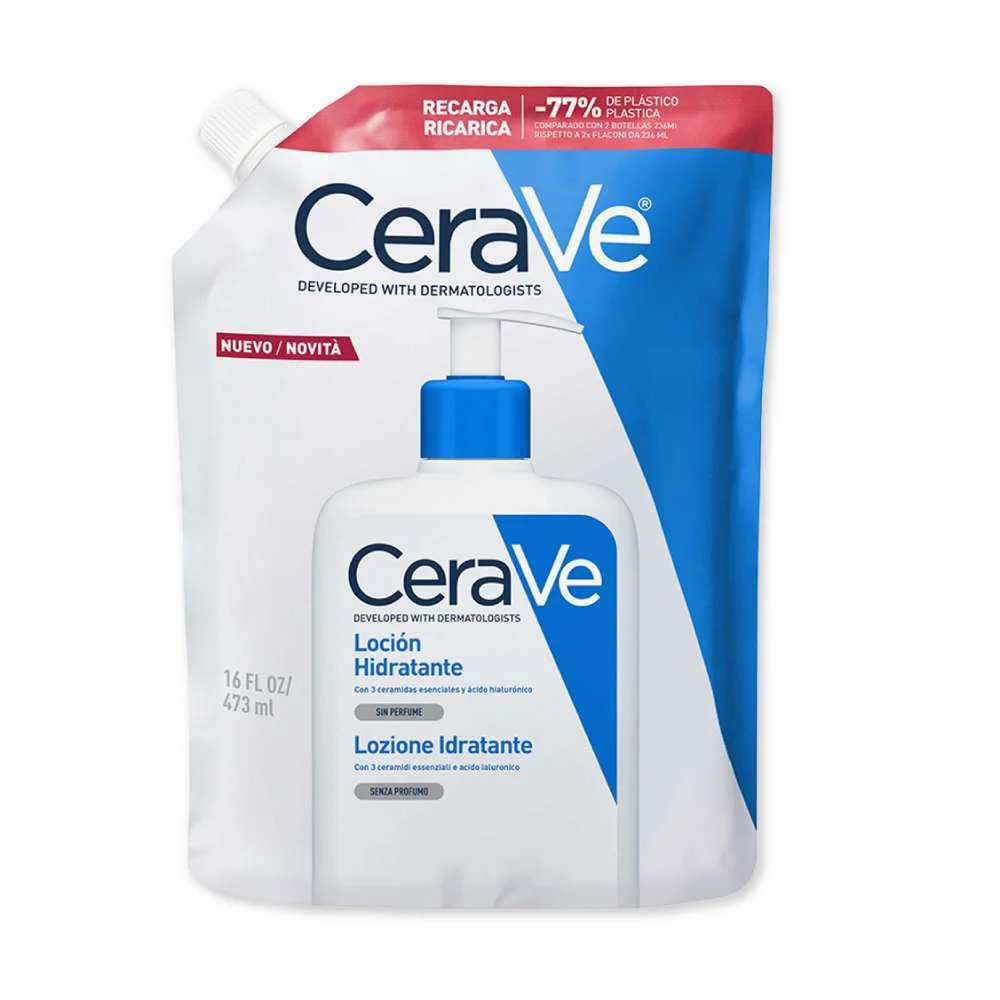 RECARGA
RICARICA
-77% DE PLÁSTICO
PLASTICA
COMPARADO CON 2 BOTELLAS 236Ml
RISPETTO A 2x FLACONI DA 236 ML
CeraVe®
DEVELOPED WITH DERMATOLOGISTS
NUEVO / NOVITÀ
CeraVe
DEVELOPED WITH DERMATOLOGISTS
Loción
Hidratante
Con 3 ceramidas esenciales y ácido hialurónico
SIN PERFUME
Lozione Idratante
Con 3 ceramidi essenziali e acido ialuronico
SENZA PROFUMO
16 FL OZ/
473 ml